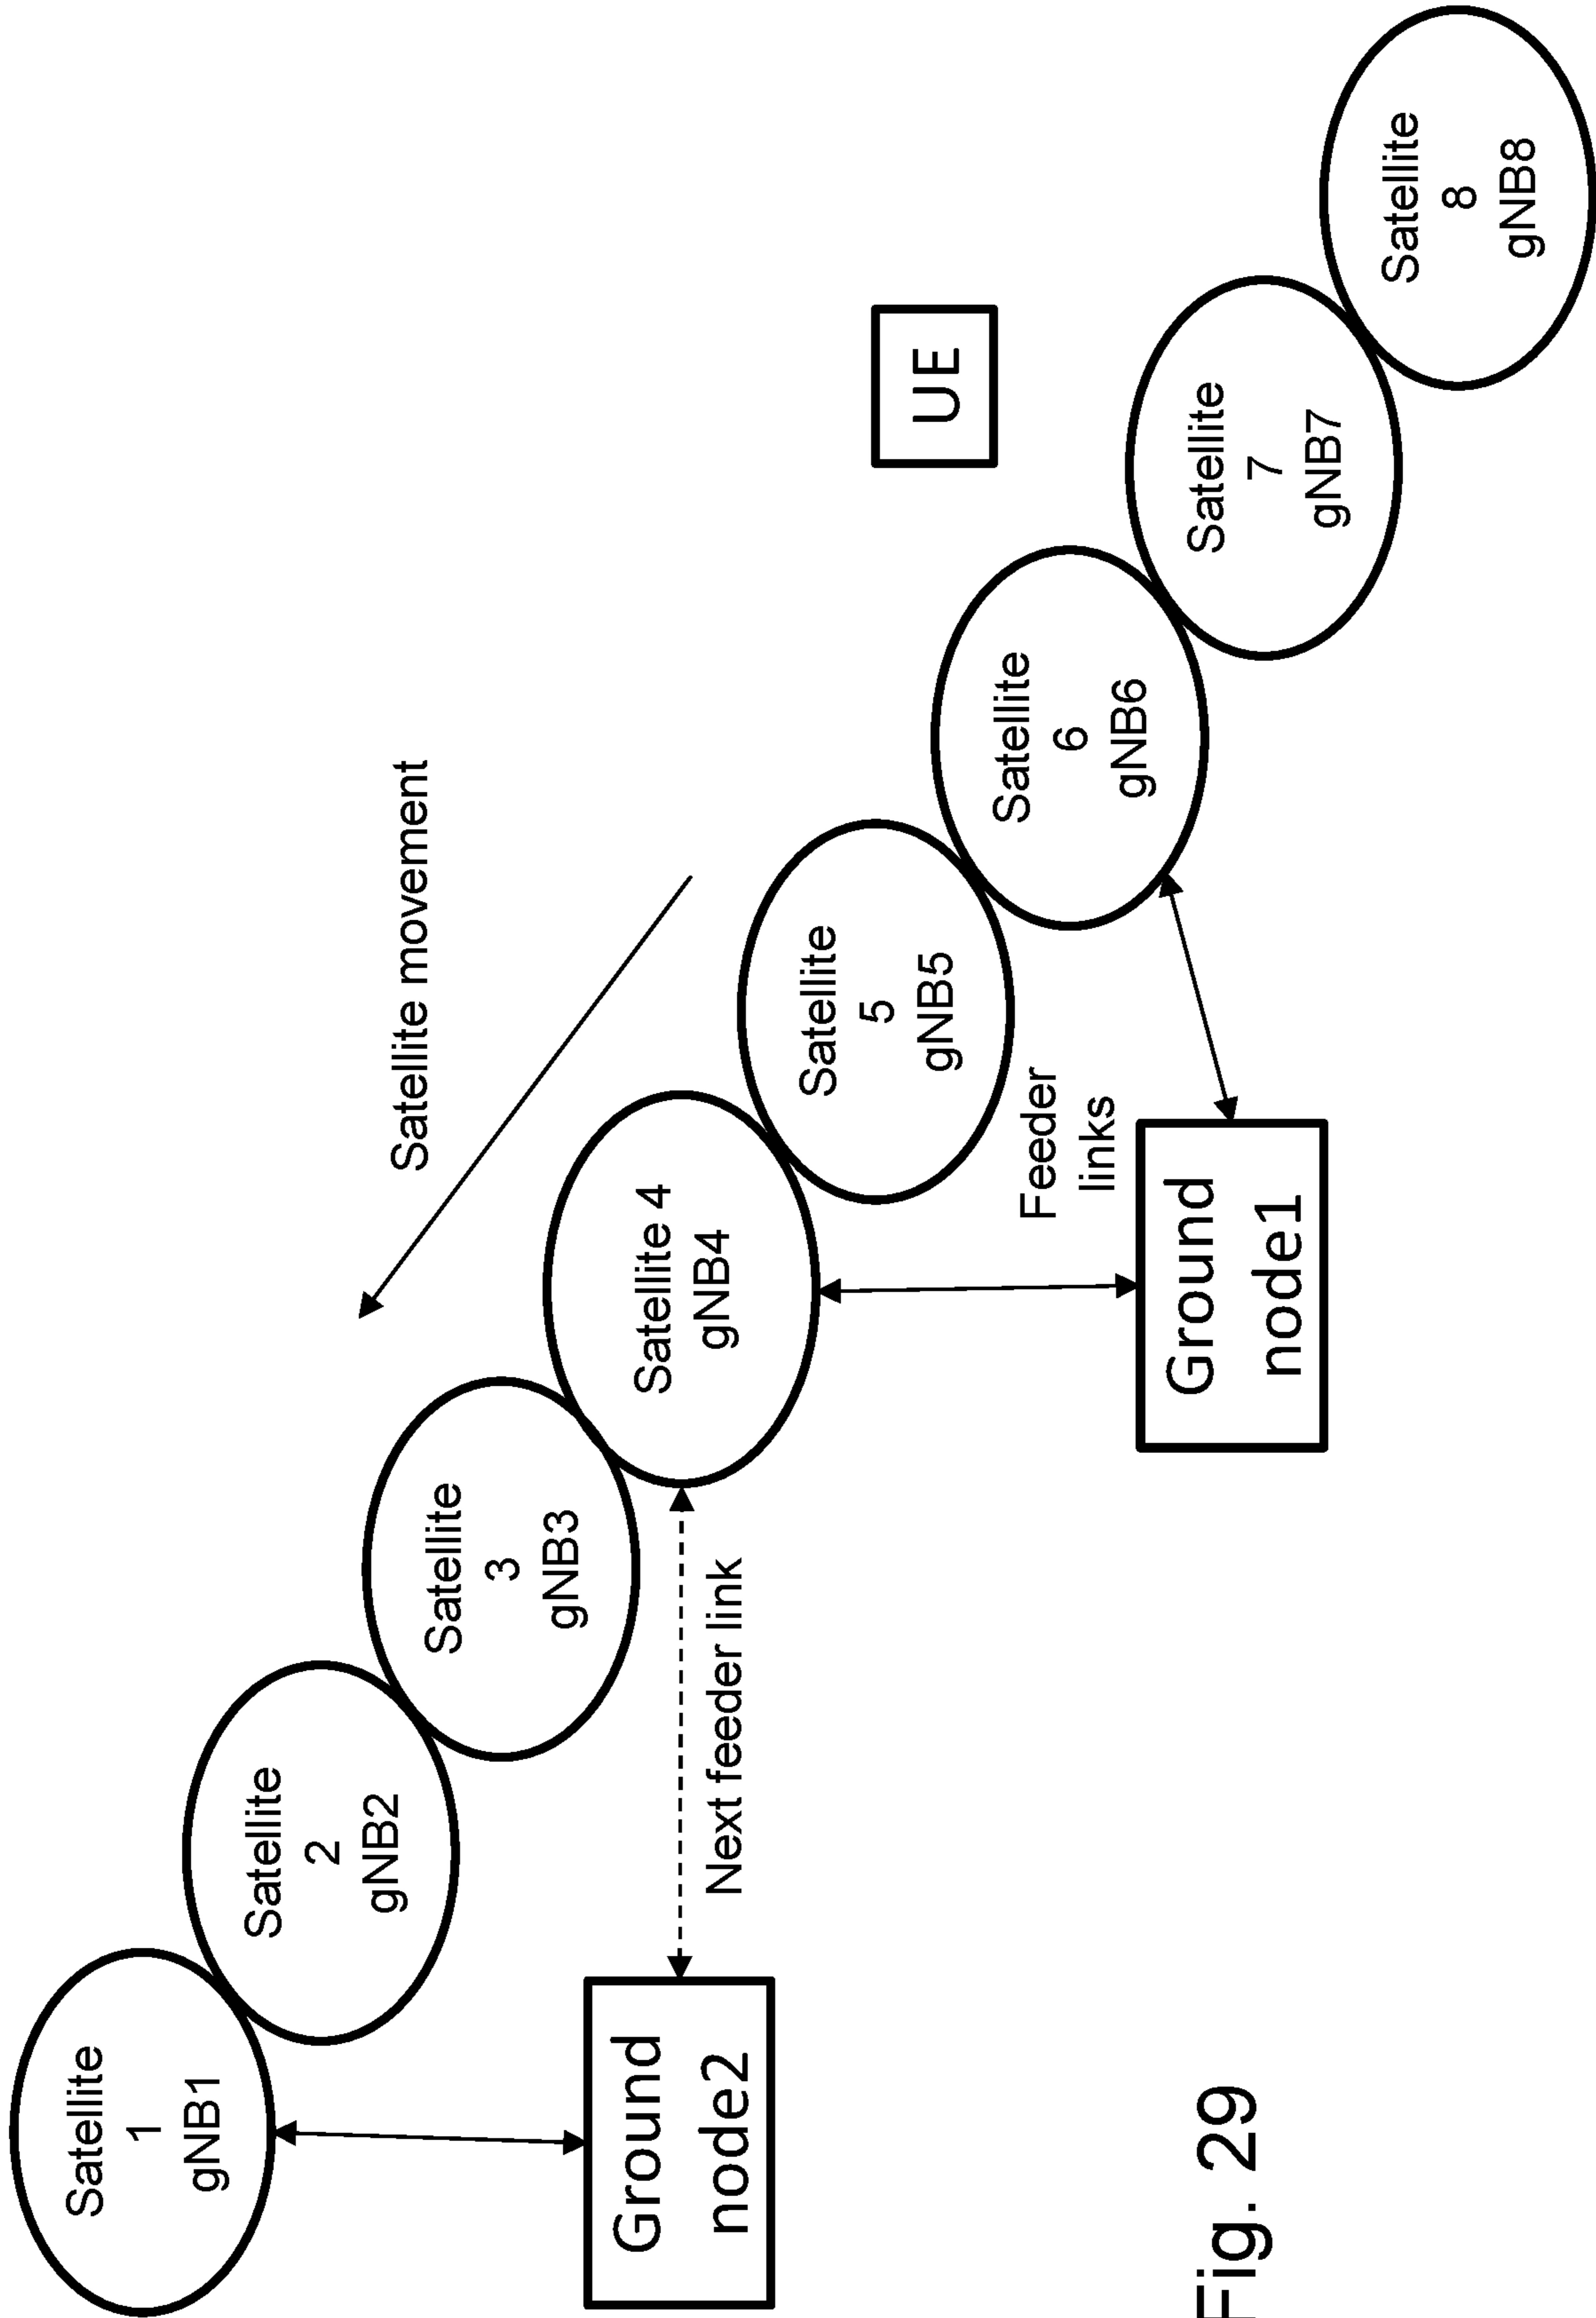 Satellite
1
gNB1
Satellite
2
gNB2
Satellite
3
gNB3
Satellite 4
gNB4
Satellite
5
gNB5
Satellite
6
gNB6
Satellite
7
gNB7
Satellite
8
gNB8
Satellite movement
UE
Ground
node2
Next feeder link
Ground
node1
Feeder
links
Fig. 29